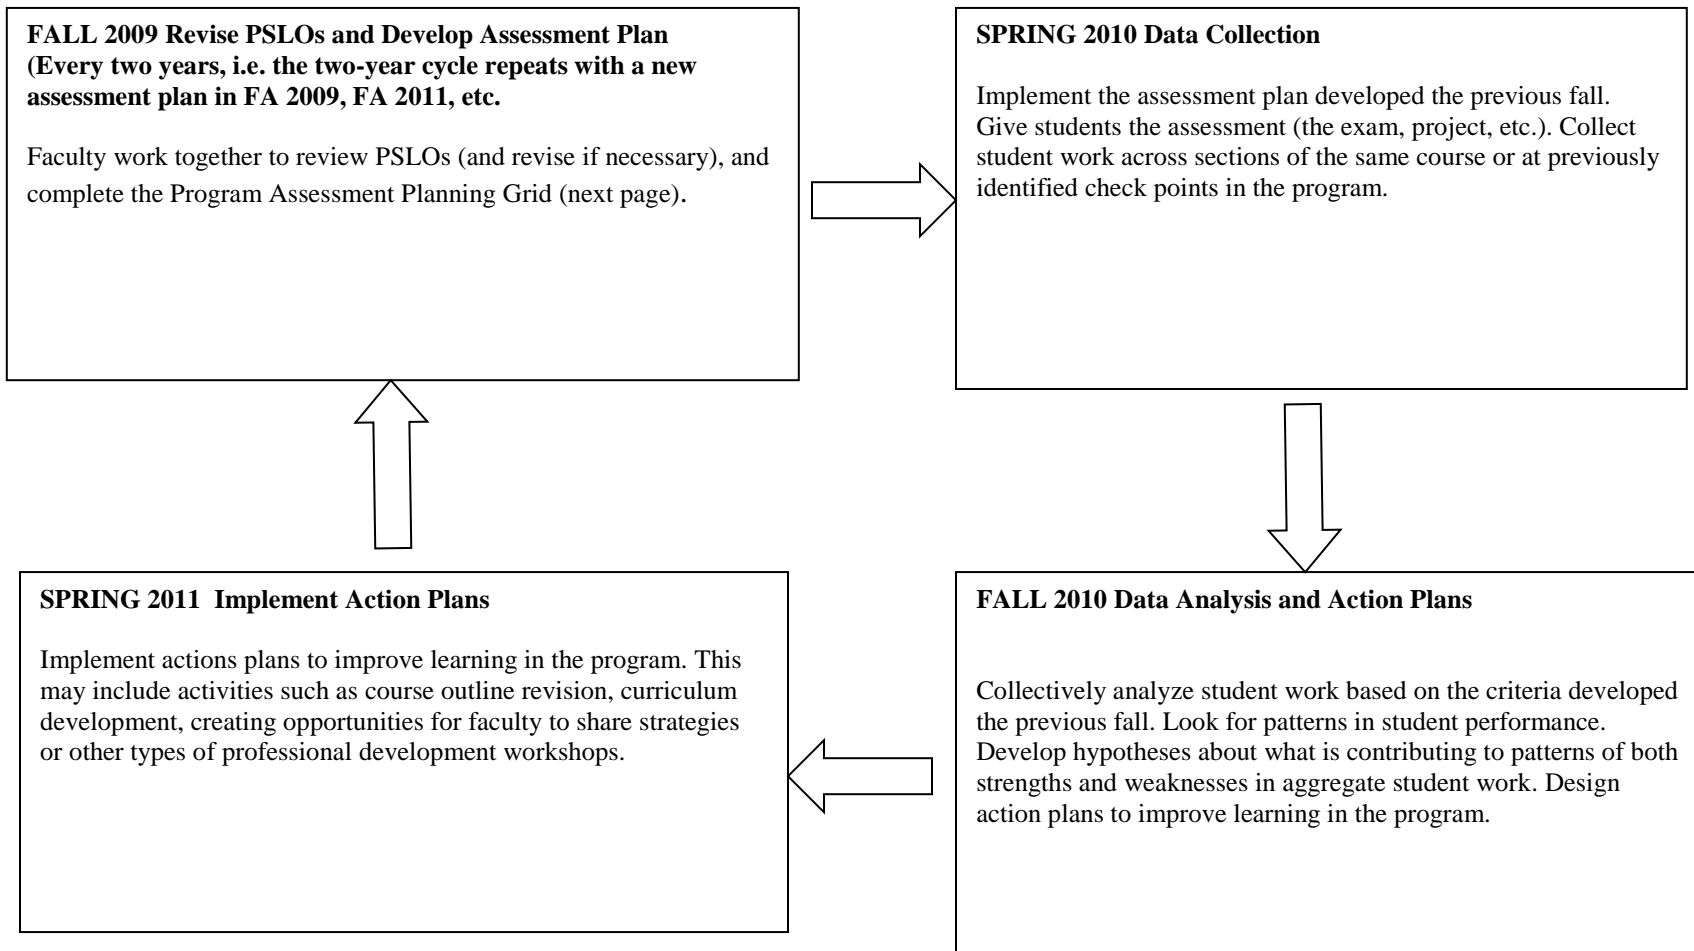 FALL 2009 Revise PSLOs and Develop Assessment Plan
(Every two years, i.e. the two-year cycle repeats with a new
assessment plan in FA 2009, FA 2011, etc.
Faculty work together to review PSLOs (and revise if necessary), and
complete the Program Assessment Planning Grid (next page).
SPRING 2010 Data Collection
Implement the assessment plan developed the previous fall.
Give students the assessment (the exam, project, etc.). Collect
student work across sections of the same course or at previously
identified check points in the program.
FALL 2010 Data Analysis and Action Plans
Collectively analyze student work based on the criteria developed
the previous fall. Look for patterns in student performance.
Develop hypotheses about what is contributing to patterns of both
strengths and weaknesses in aggregate student work. Design
action plans to improve learning in the program.
SPRING 2011  Implement Action Plans
Implement actions plans to improve learning in the program. This
may include activities such as course outline revision, curriculum
development, creating opportunities for faculty to share strategies
or other types of professional development workshops.